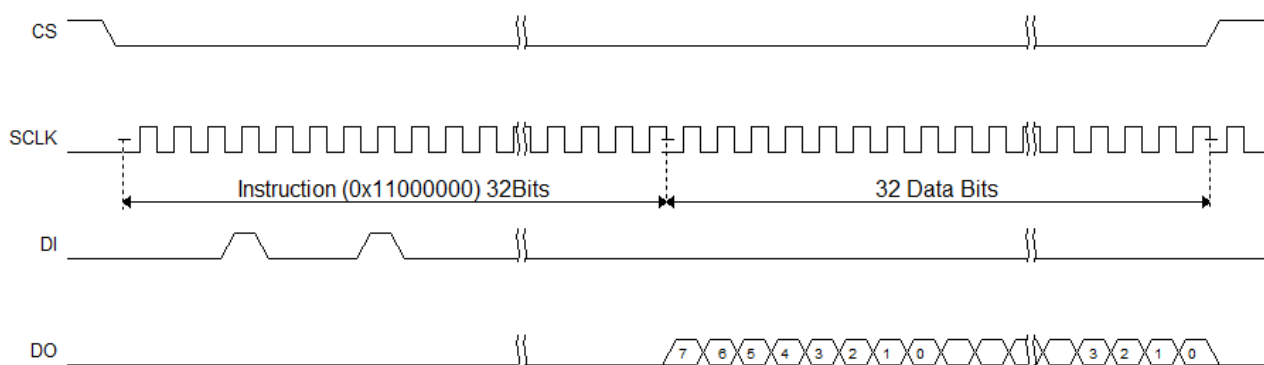 CS
SCLK
Instruction (0x11000000) 32Bits
32 Data Bits
DI
DO
7 6 5 4 3 2 1 0 3 2 1 0